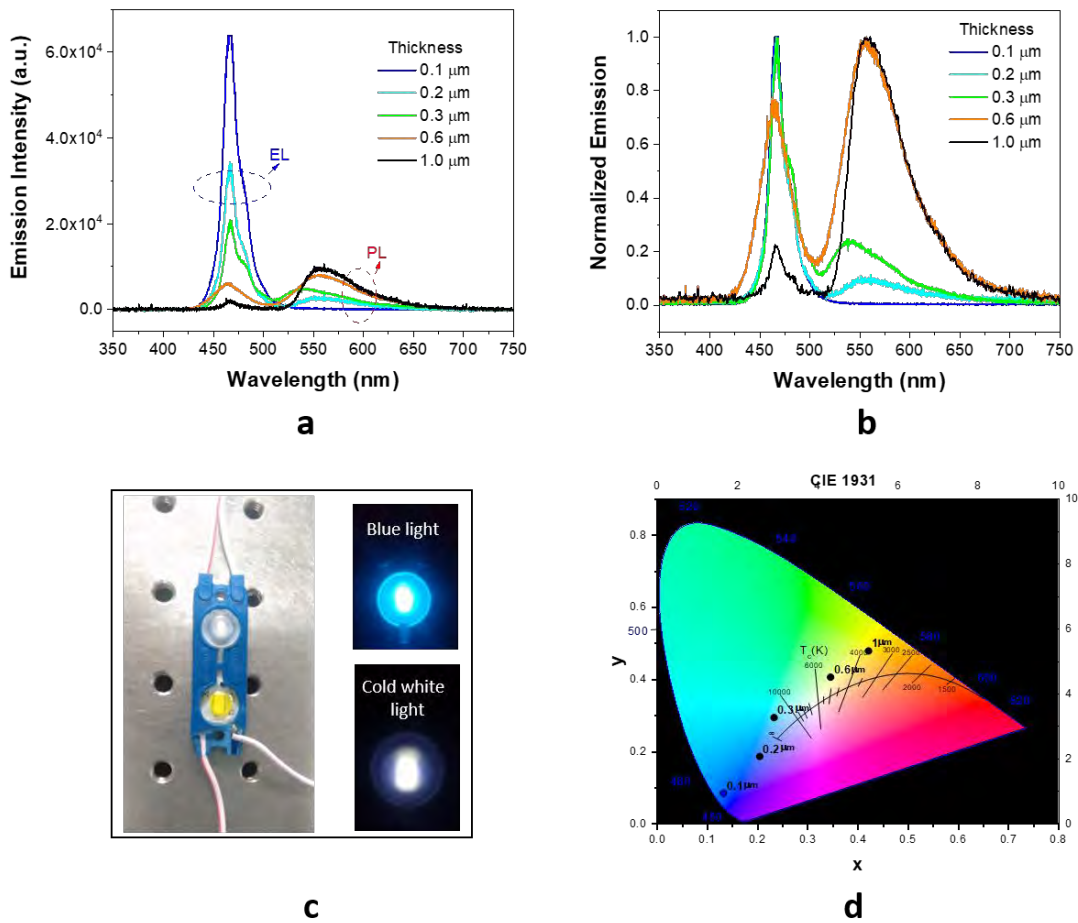 Emission Intensity (a.u.)
6.0x10⁴
4.0x10⁴
2.0x10⁴
0.0
Thickness
0.1 μm
0.2 μm
0.3 μm
0.6 μm
1.0 μm
EL
PL
350 400 450 500 550 600 650 700 750
Wavelength (nm)
a
Normalized Emission
1.0
0.8
0.6
0.4
0.2
0.0
Thickness
0.1 μm
0.2 μm
0.3 μm
0.6 μm
1.0 μm
350 400 450 500 550 600 650 700 750
Wavelength (nm)
b
Blue light
Cold white
light
c
0 2 4 6 8 10
CIE 1931
y
0.8
0.6
0.4
0.2
0.0
10
8
6
4
2
0
540
500
Tc(K)
1μm
0.6μm
0.3μm
0.2μm
0.1μm
10000
6000
4000
3000
2500
2000
1500
∞
0.0 0.1 0.2 0.3 0.4 0.5 0.6 0.7 0.8
x
d